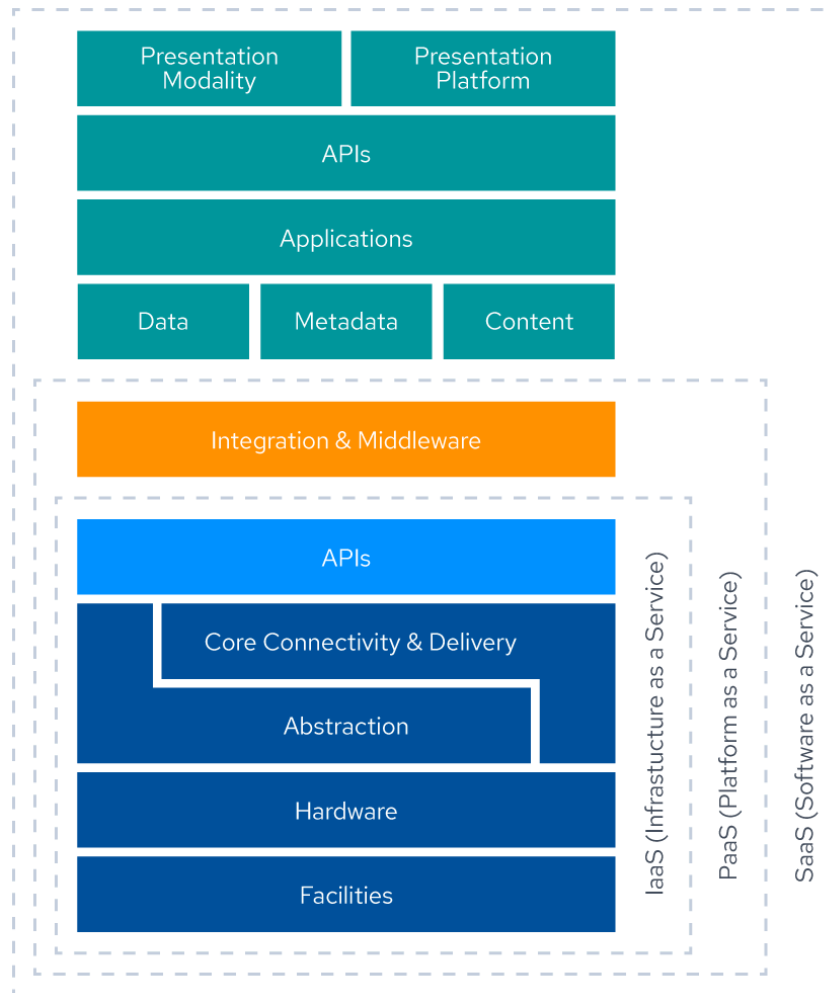 Presentation
Modality
Presentation
Platform
APIs
Applications
Data
Metadata
Content
Integration & Middleware
APIs
Core Connectivity & Delivery
Abstraction
Hardware
Facilities
IaaS (Infrastucture as a Service)
PaaS (Platform as a Service)
SaaS (Software as a Service)